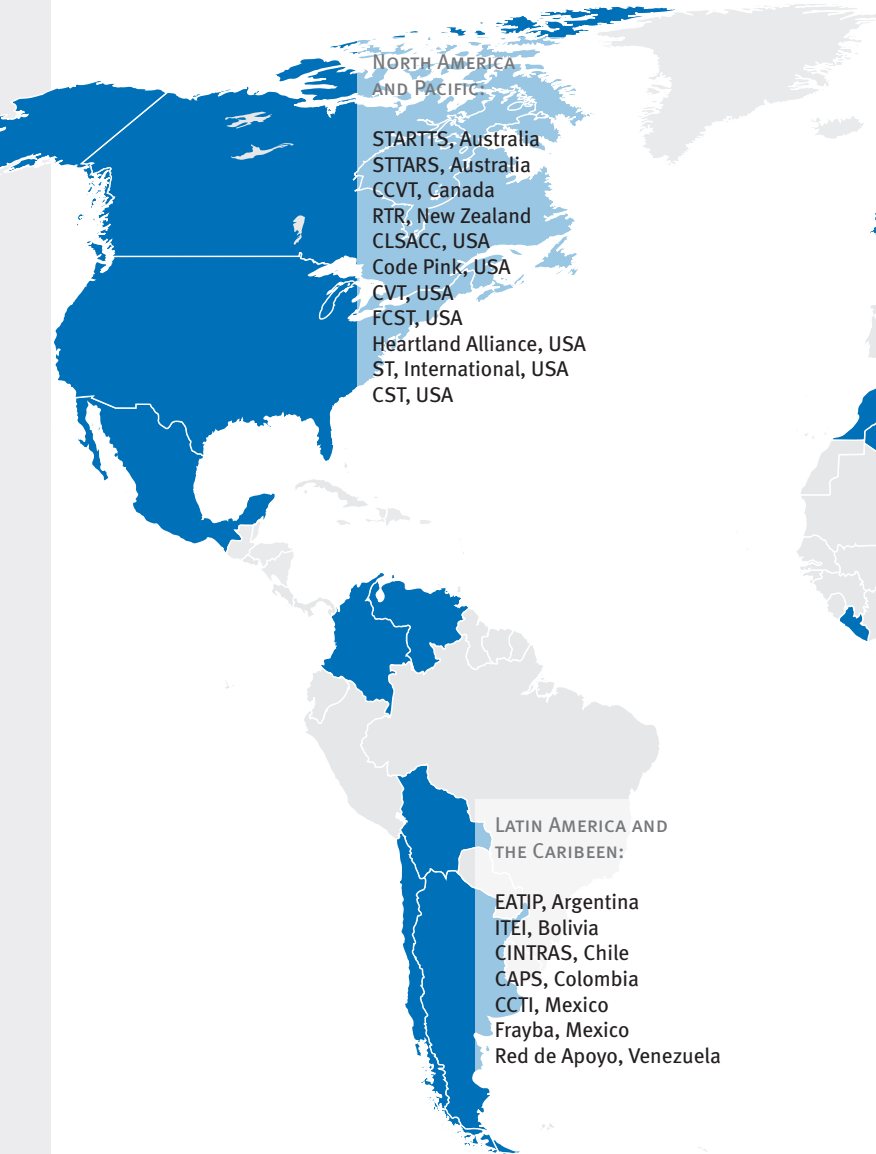 North America
and Pacific:
STARTTS, Australia
STTARS, Australia
CCVT, Canada
RTR, New Zealand
CLSACC, USA
Code Pink, USA
CVT, USA
FCST, USA
Heartland Alliance, USA
ST, International, USA
CST, USA
Latin America and
the Caribeen:
EATIP, Argentina
ITEI, Bolivia
CINTRAS, Chile
CAPS, Colombia
CCTI, Mexico
Frayba, Mexico
Red de Apoyo, Venezuela